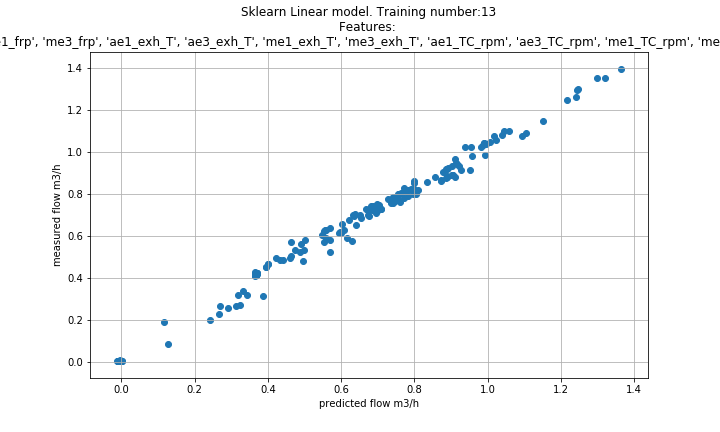 Sklearn Linear model. Training number:13
Features:
1_frp', 'me3_frp', 'ae1_exh_T', 'ae3_exh_T', 'me1_exh_T', 'me3_exh_T', 'ae1_TC_rpm', 'ae3_TC_rpm', 'me1_TC_rpm', 'me
1.4
1.2
1.0
0.8
0.6
0.4
0.2
0.0
measured flow m3/h
0.0 0.2 0.4 0.6 0.8 1.0 1.2 1.4
predicted flow m3/h